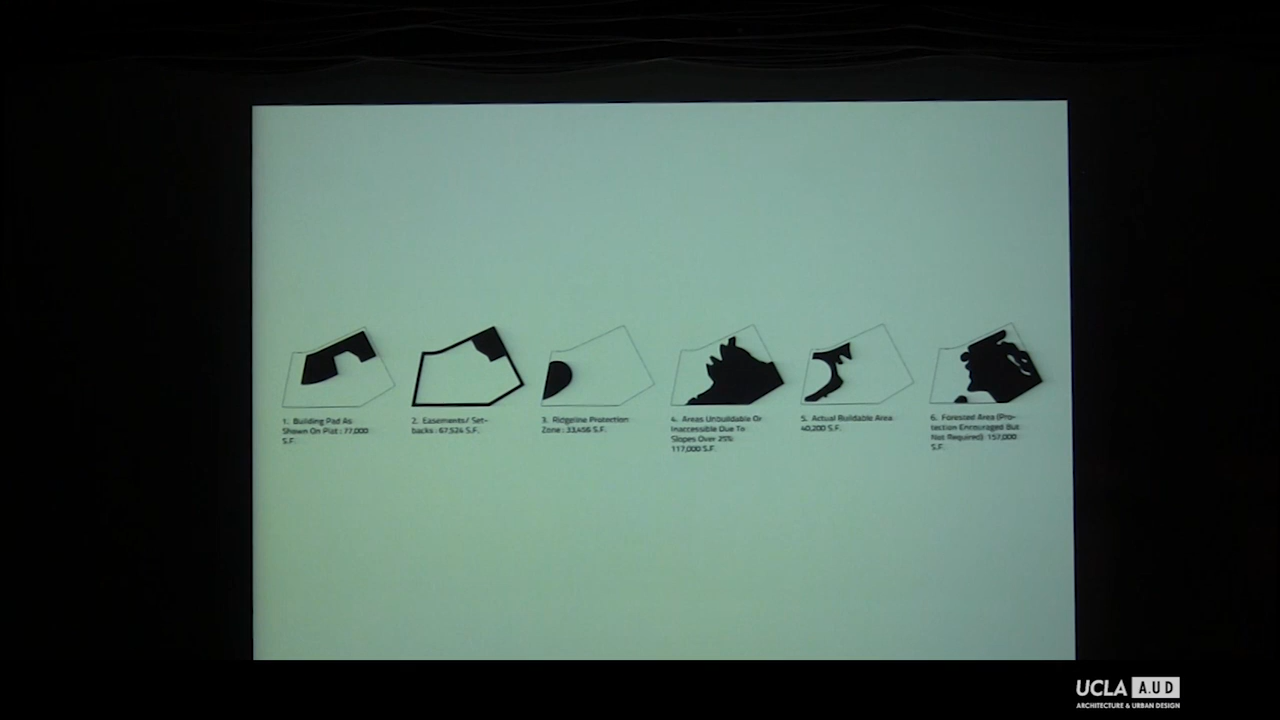 1. Building Pad As
Shown On Plat : 77,000
S.F.
2. Easements/ Set-
backs : 67,524 S.F.
3. Ridgeline Protection
Zone : 33,456 S.F.
4. Areas Unbuildable Or
Inaccessible Due To
Slopes Over 25%:
117,000 S.F.
5. Actual Buildable Area
40,200 S.F.
6. Forested Area (Pro-
tection Encouraged But
Not Required): 157,000
S.F.
UCLA A.U.D
ARCHITECTURE & URBAN DESIGN